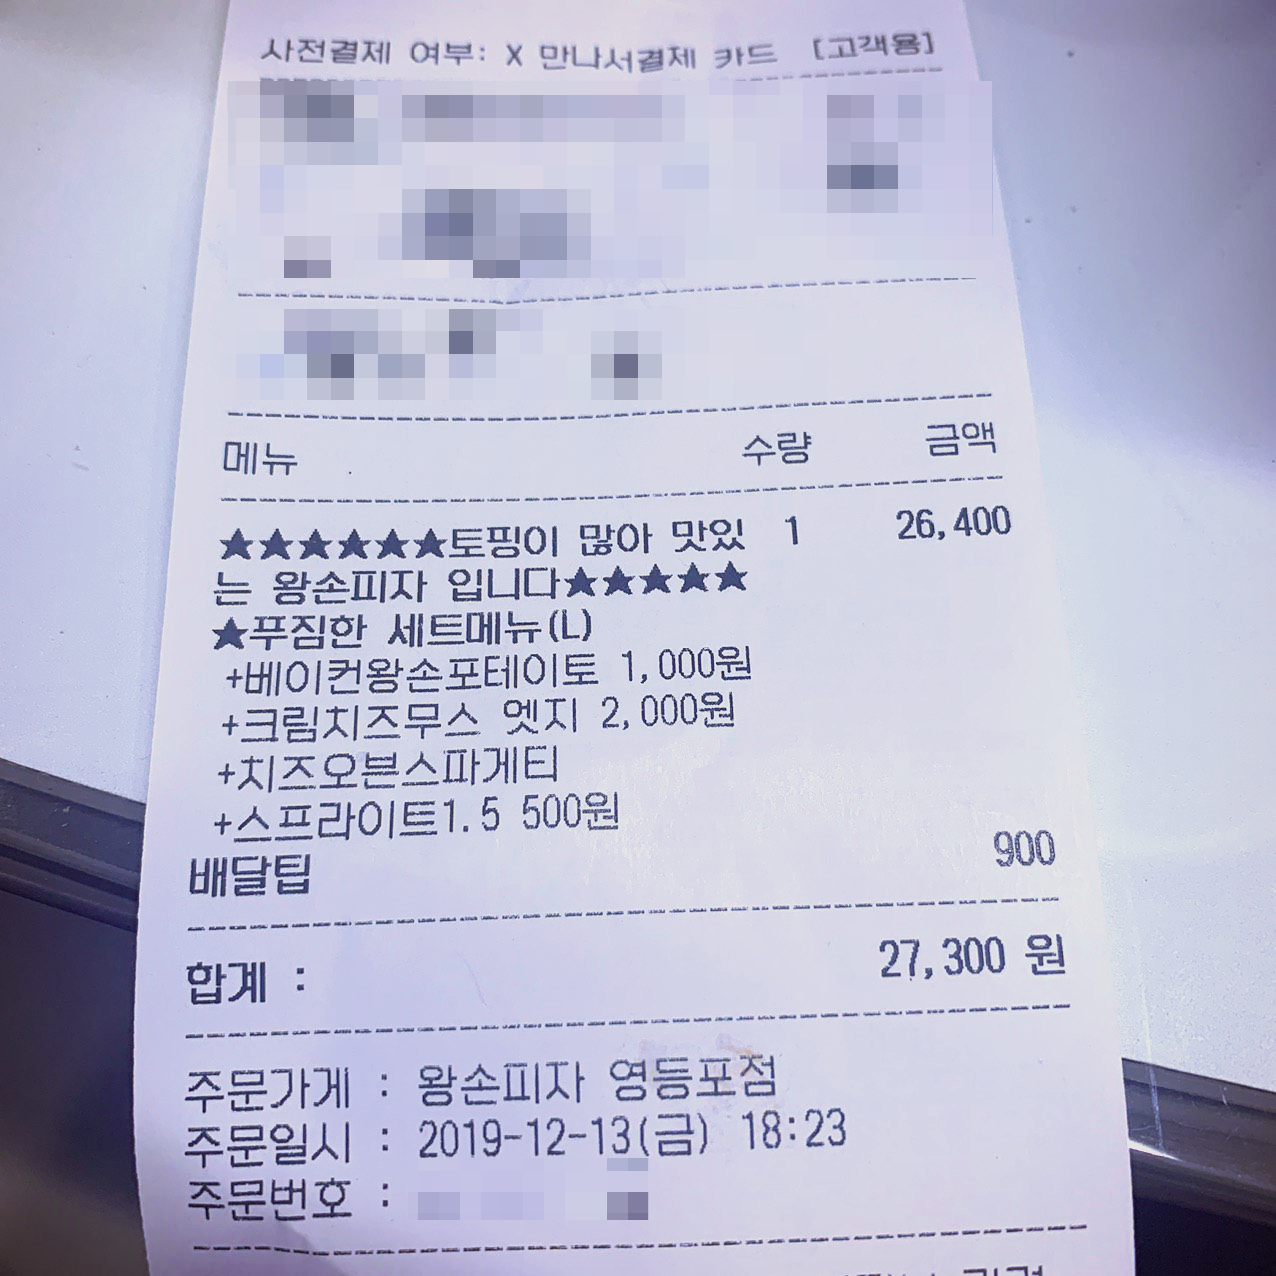 사전결제 여부: X 만나서결제 카드 [고객용]
메뉴 수량 금액
★★★★★★토핑이 많아 맛있 1 26,400
는 왕손피자 입니다★★★★★
★푸짐한 세트메뉴(L)
+베이컨왕손포테이토 1,000원
+크림치즈무스 엣지 2,000원
+치즈오븐스파게티
+스프라이트1.5 500원
배달팁 900
합계 : 27,300 원
주문가게 : 왕손피자 영등포점
주문일시 : 2019-12-13(금) 18:23
주문번호 :